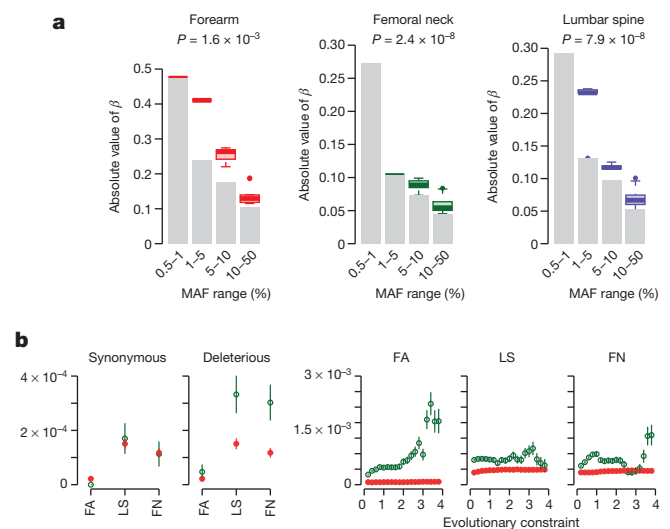 a
Forearm
P = 1.6 × 10⁻³
Femoral neck
P = 2.4 × 10⁻⁸
Lumbar spine
P = 7.9 × 10⁻⁸
Absolute value of β
0.5
0.4
0.3
0.2
0.1
0
0.5–1
1–5
5–10
10–50
MAF range (%)
Absolute value of β
0.30
0.25
0.20
0.15
0.10
0.05
0.00
0.5–1
1–5
5–10
10–50
MAF range (%)
Absolute value of β
0.30
0.25
0.20
0.15
0.10
0.05
0.00
0.5–1
1–5
5–10
10–50
MAF range (%)
b
Synonymous
Deleterious
4 × 10⁻⁴
2 × 10⁻⁴
0
FA
LS
FN
FA
LS
FN
FA
LS
FN
3 × 10⁻³
1.5 × 10⁻³
0
0 1 2 3 4
0 1 2 3 4
0 1 2 3 4
Evolutionary constraint